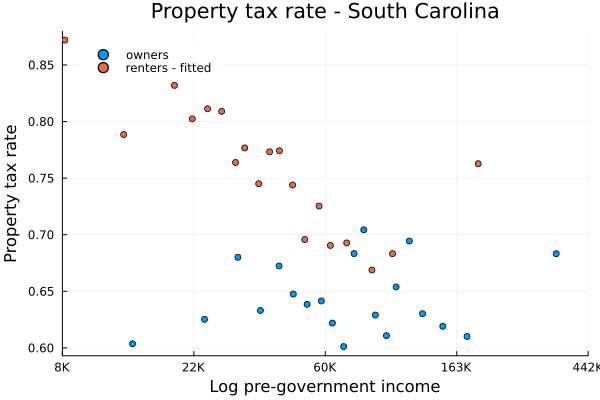 Property tax rate - South Carolina
owners
renters - fitted
Property tax rate
0.85
0.80
0.75
0.70
0.65
0.60
8K 22K 60K 163K 442K
Log pre-government income